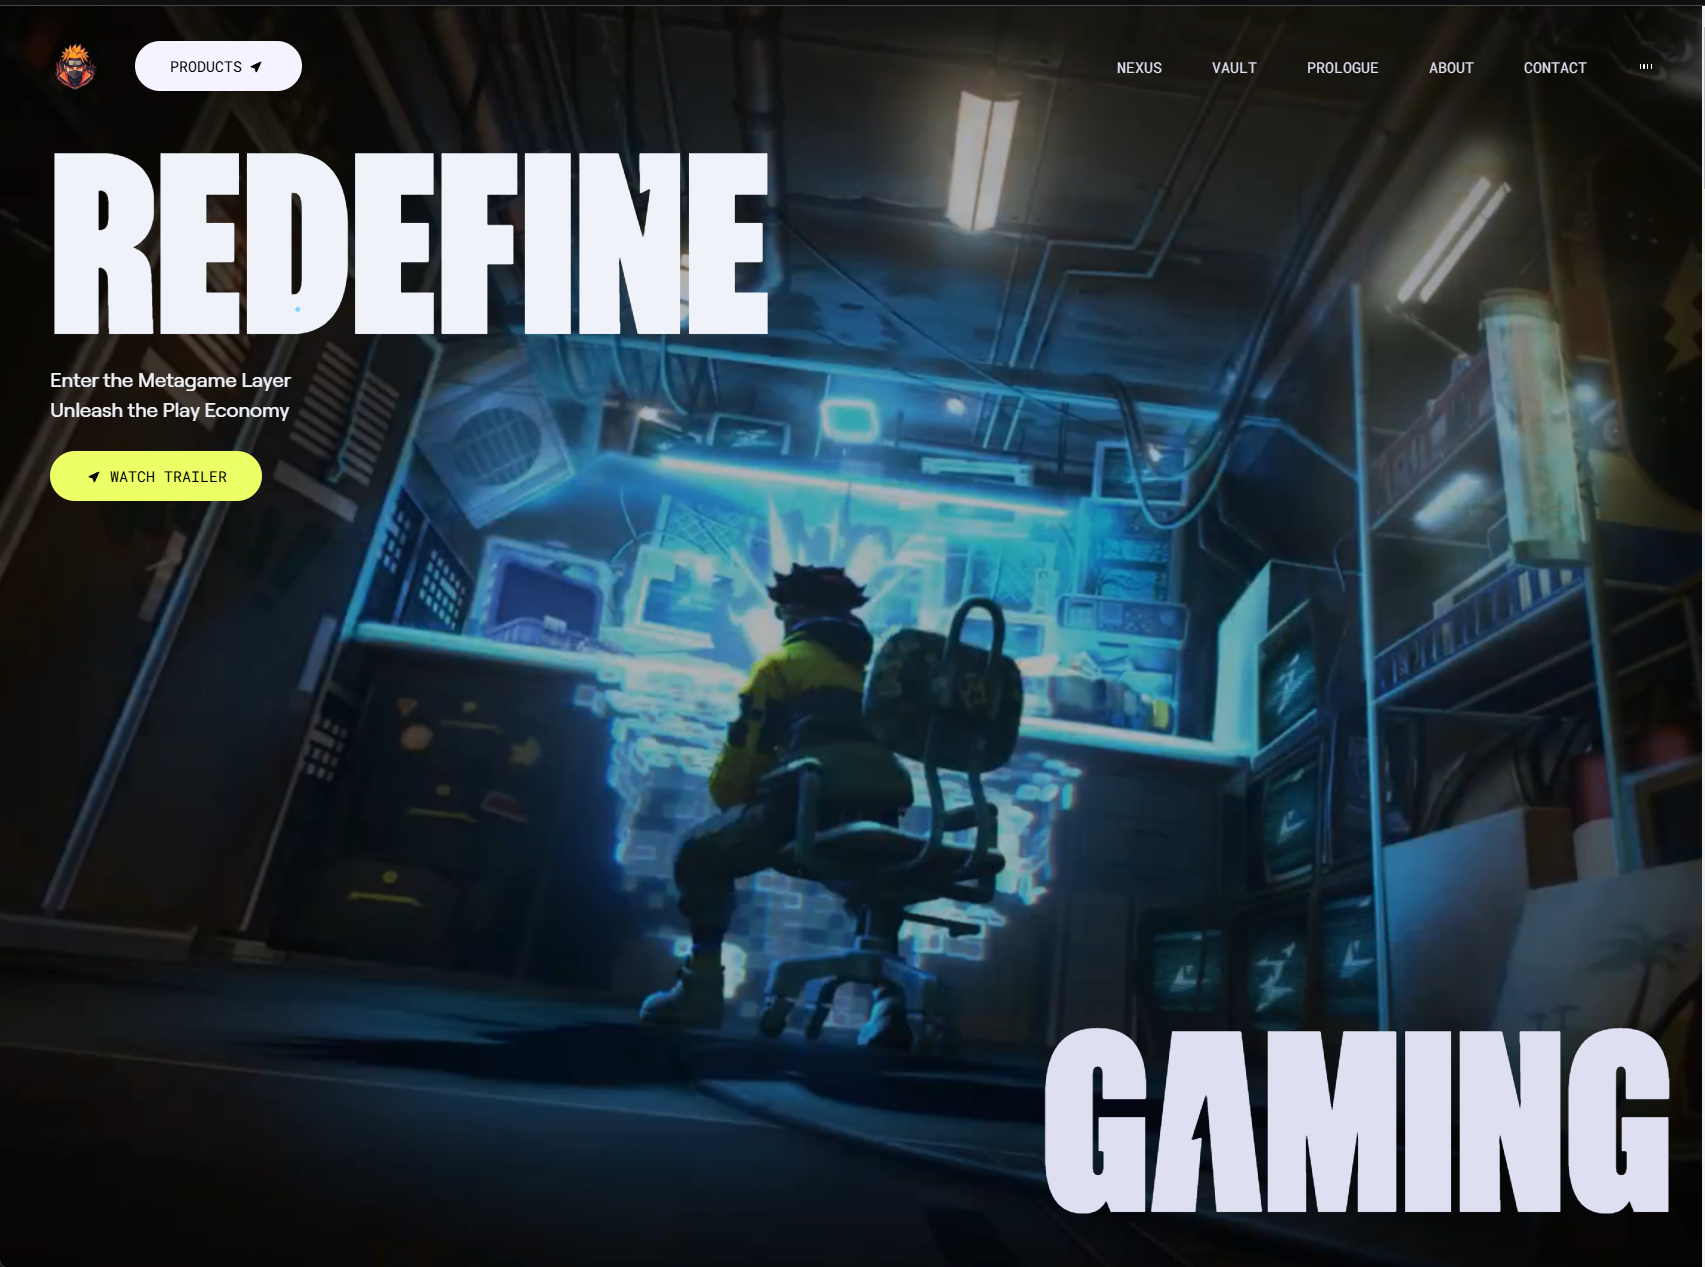 PRODUCTS
NEXUS
VAULT
PROLOGUE
ABOUT
CONTACT
REDEFINE
Enter the Metagame Layer
Unleash the Play Economy
WATCH TRAILER
GAMING